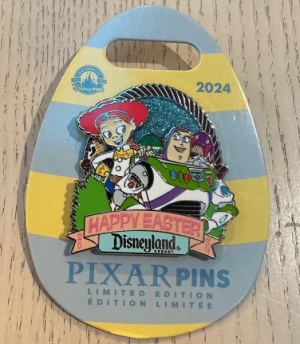 2024
HAPPY EASTER
Disneyland
RESORT
PIXAR PINS
LIMITED EDITION
ÉDITION LIMITÉE